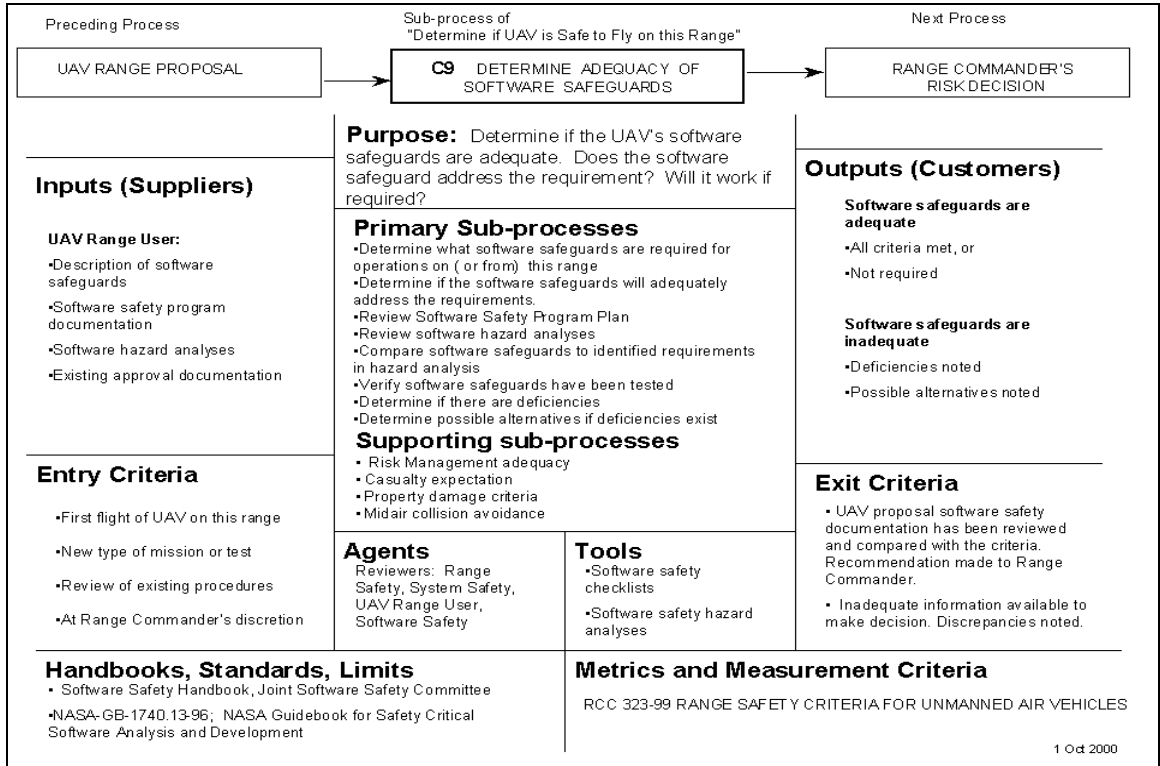 Preceding Process
Sub-process of
"Determine if UAV is Safe to Fly on this Range"
Next Process
UAV RANGE PROPOSAL
C9 DETERMINE ADEQUACY OF
SOFTWARE SAFEGUARDS
RANGE COMMANDER'S
RISK DECISION
Purpose: Determine if the UAV's software
safeguards are adequate. Does the software
safeguard address the requirement? Will it work if
required?
Inputs (Suppliers)
UAV Range User:
•Description of software
safeguards
•Software safety program
documentation
•Software hazard analyses
•Existing approval documentation
Primary Sub-processes
•Determine what software safeguards are required for
operations on ( or from) this range
•Determine if the software safeguards will adequately
address the requirements.
•Review Software Safety Program Plan
•Review software hazard analyses
•Compare software safeguards to identified requirements
in hazard analysis
•Verify software safeguards have been tested
•Determine if there are deficiencies
•Determine possible alternatives if deficiencies exist
Supporting sub-processes
• Risk Management adequacy
•Casualty expectation
•Property damage criteria
•Midair collision avoidance
Outputs (Customers)
Software safeguards are
adequate
•All criteria met, or
•Not required
Software safeguards are
inadequate
•Deficiencies noted
•Possible alternatives noted
Entry Criteria
•First flight of UAV on this range
•New type of mission or test
•Review of existing procedures
•At Range Commander's discretion
Agents
Reviewers: Range
Safety, System Safety,
UAV Range User,
Software Safety
Tools
•Software safety
checklists
•Software safety hazard
analyses
Exit Criteria
• UAV proposal software safety
documentation has been reviewed
and compared with the criteria.
Recommendation made to Range
Commander.
• Inadequate information available to
make decision. Discrepancies noted.
Handbooks, Standards, Limits
• Software Safety Handbook, Joint Software Safety Committee
•NASA-GB-1740.13-96; NASA Guidebook for Safety Critical
Software Analysis and Development
Metrics and Measurement Criteria
RCC 323-99 RANGE SAFETY CRITERIA FOR UNMANNED AIR VEHICLES
1 Oct 2000